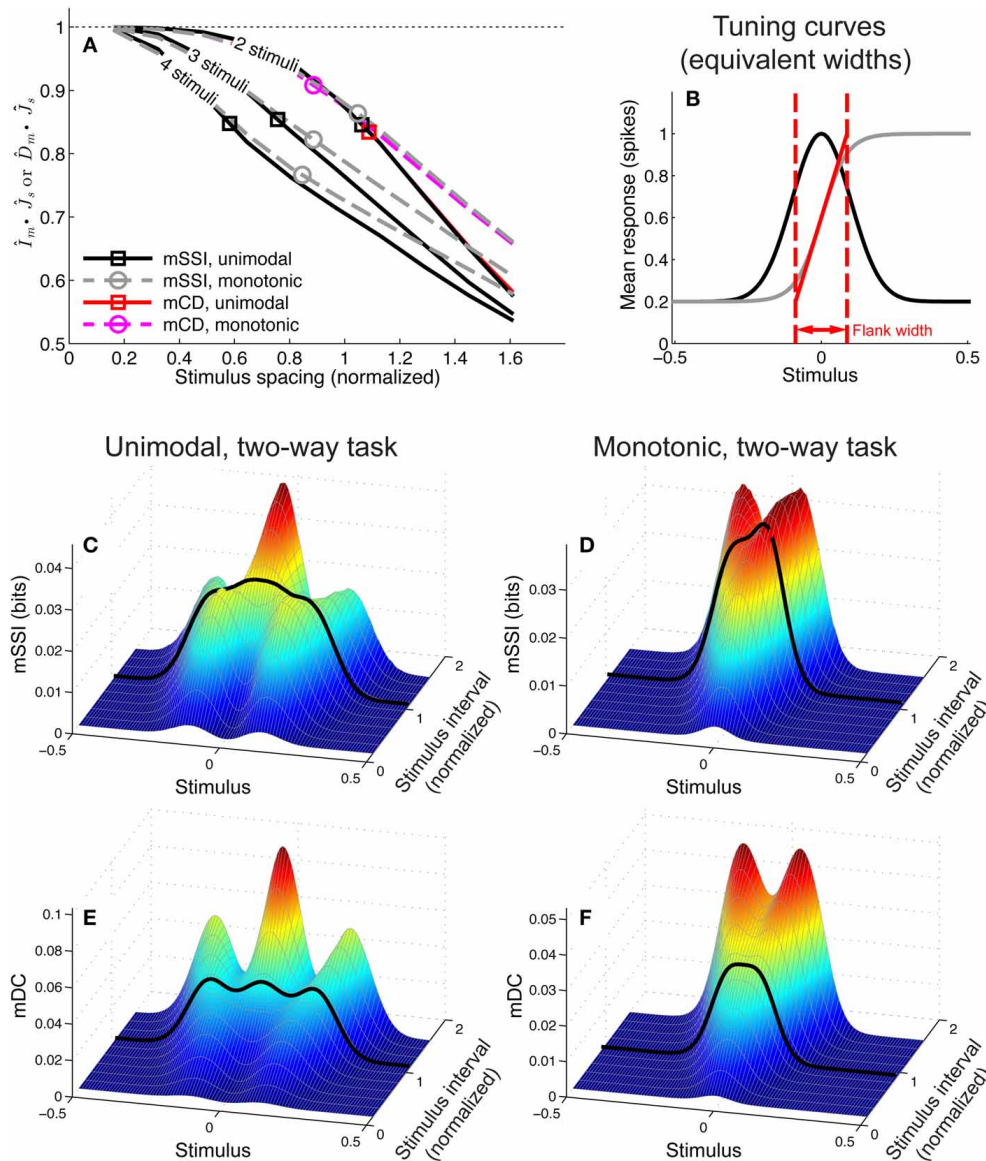 A
1
0.9
0.8
0.7
0.6
0.5
Î_m • Ĵ_s or D̂_m • Ĵ_s
2 stimuli
3 stimuli
4 stimuli
mSSI, unimodal
mSSI, monotonic
mCD, unimodal
mCD, monotonic
0 0.2 0.4 0.6 0.8 1 1.2 1.4 1.6
Stimulus spacing (normalized)
Tuning curves
(equivalent widths)
B
Mean response (spikes)
1
0.8
0.6
0.4
0.2
0
Flank width
−0.5 0 0.5
Stimulus
Unimodal, two-way task
C
mSSI (bits)
0.04
0.03
0.02
0.01
0
−0.5 0 0.5
Stimulus
0 1 2
Stimulus interval
(normalized)
Monotonic, two-way task
D
mSSI (bits)
0.03
0.02
0.01
0
−0.5 0 0.5
Stimulus
0 1 2
Stimulus interval
(normalized)
E
mDC
0.1
0.08
0.06
0.04
0.02
0
−0.5 0 0.5
Stimulus
0 1 2
Stimulus interval
(normalized)
F
mDC
0.05
0.04
0.03
0.02
0.01
0
−0.5 0 0.5
Stimulus
0 1 2
Stimulus interval
(normalized)